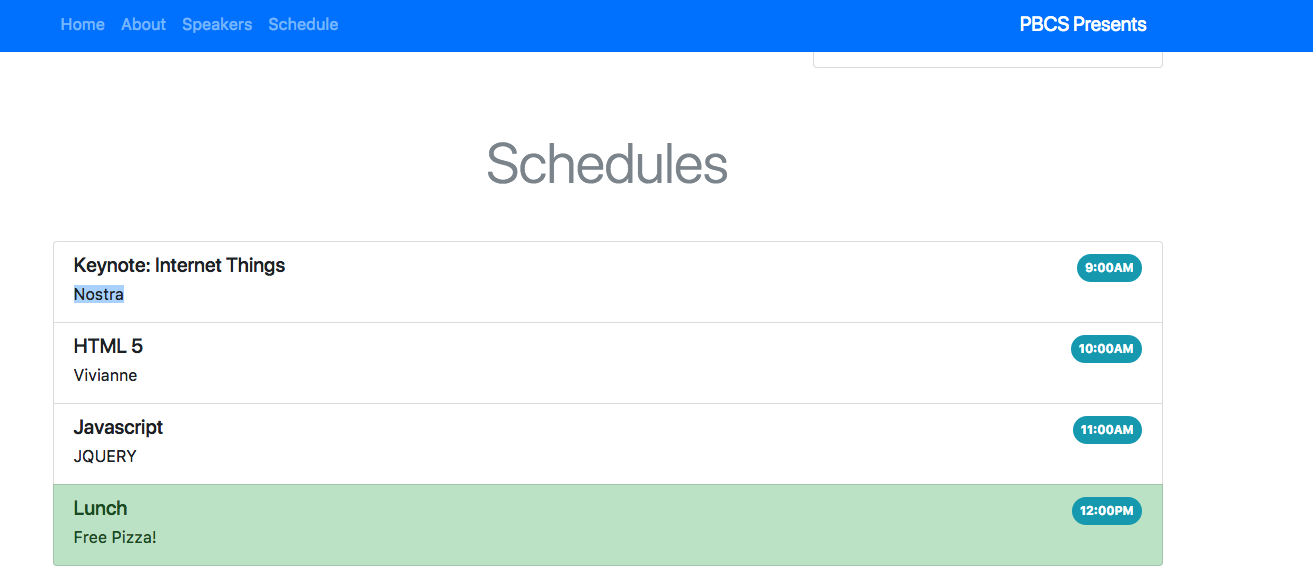 Home About Speakers Schedule PBCS Presents
Schedules
Keynote: Internet Things 9:00AM
Nostra
HTML 5 10:00AM
Vivianne
Javascript 11:00AM
JQUERY
Lunch 12:00PM
Free Pizza!